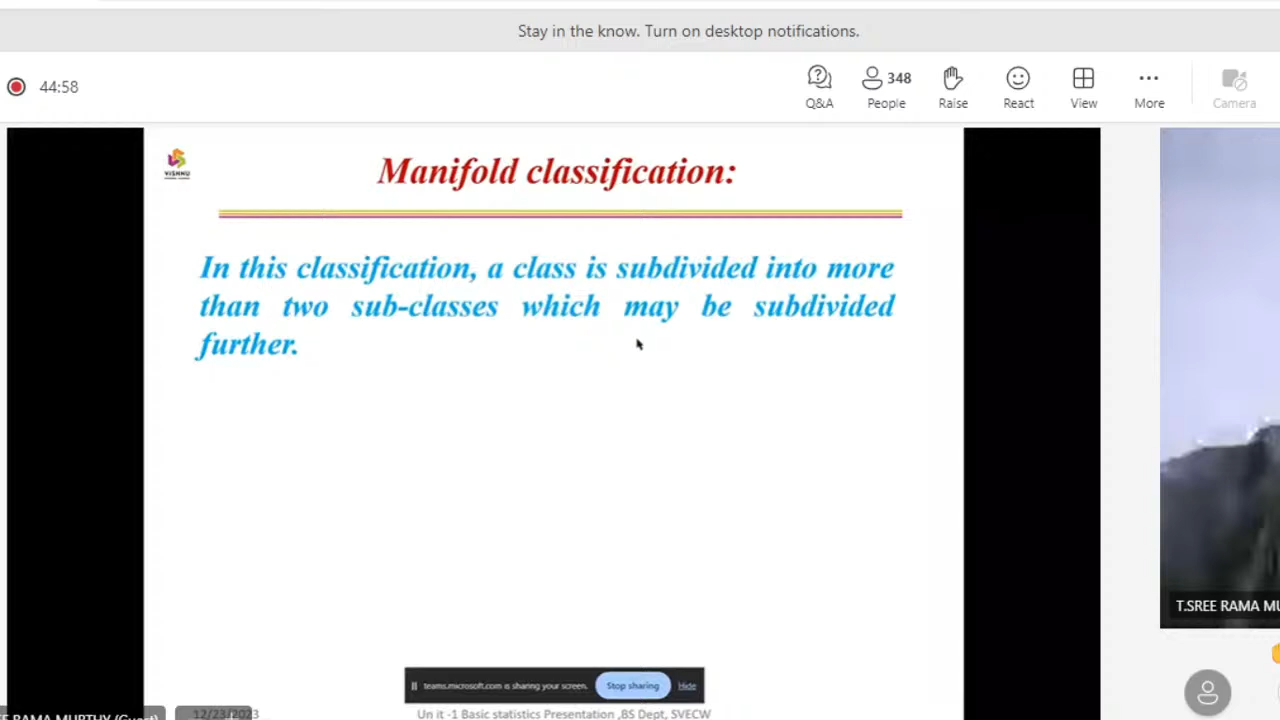 Stay in the know. Turn on desktop notifications.
44:58
Q&A
348
People
Raise
React
View
More
Camera
VISHNU
Manifold classification:
In this classification, a class is subdivided into more
than two sub-classes which may be subdivided
further.
T.SREE RAMA MU
teams.microsoft.com is sharing your screen.
Stop sharing
Hide
RAMA MURTHY (Guest)
12/23/2023
Un it -1 Basic statistics Presentation ,BS Dept, SVECW